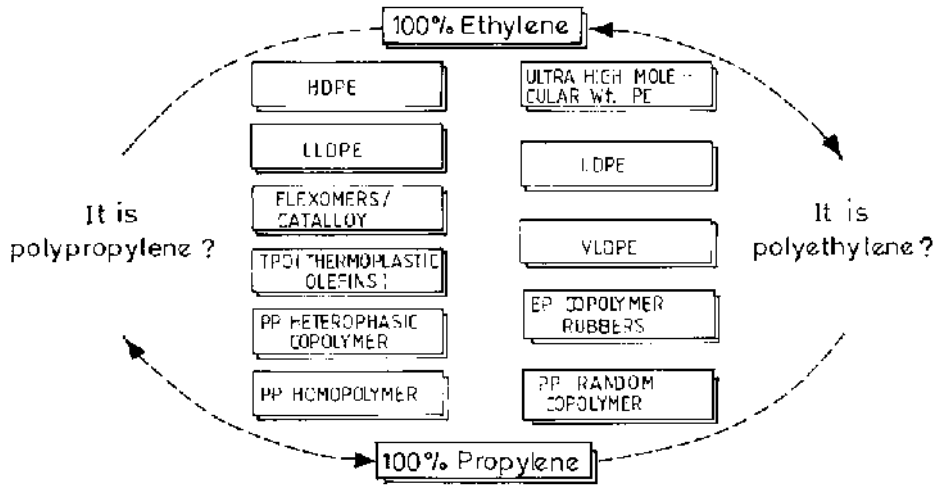 100% Ethylene
HDPE
ULTRA HIGH MOLE-
CULAR Wt. PE
LLDPE
LDPE
FLEXOMERS/
CATALLOY
It is
polypropylene?
It is
polyethylene?
VLDPE
TPO(THERMOPLASTIC
OLEFINS)
EP COPOLYMER
RUBBERS
PP HETEROPHASIC
COPOLYMER
PP HOMOPOLYMER
PP RANDOM
COPOLYMER
100% Propylene